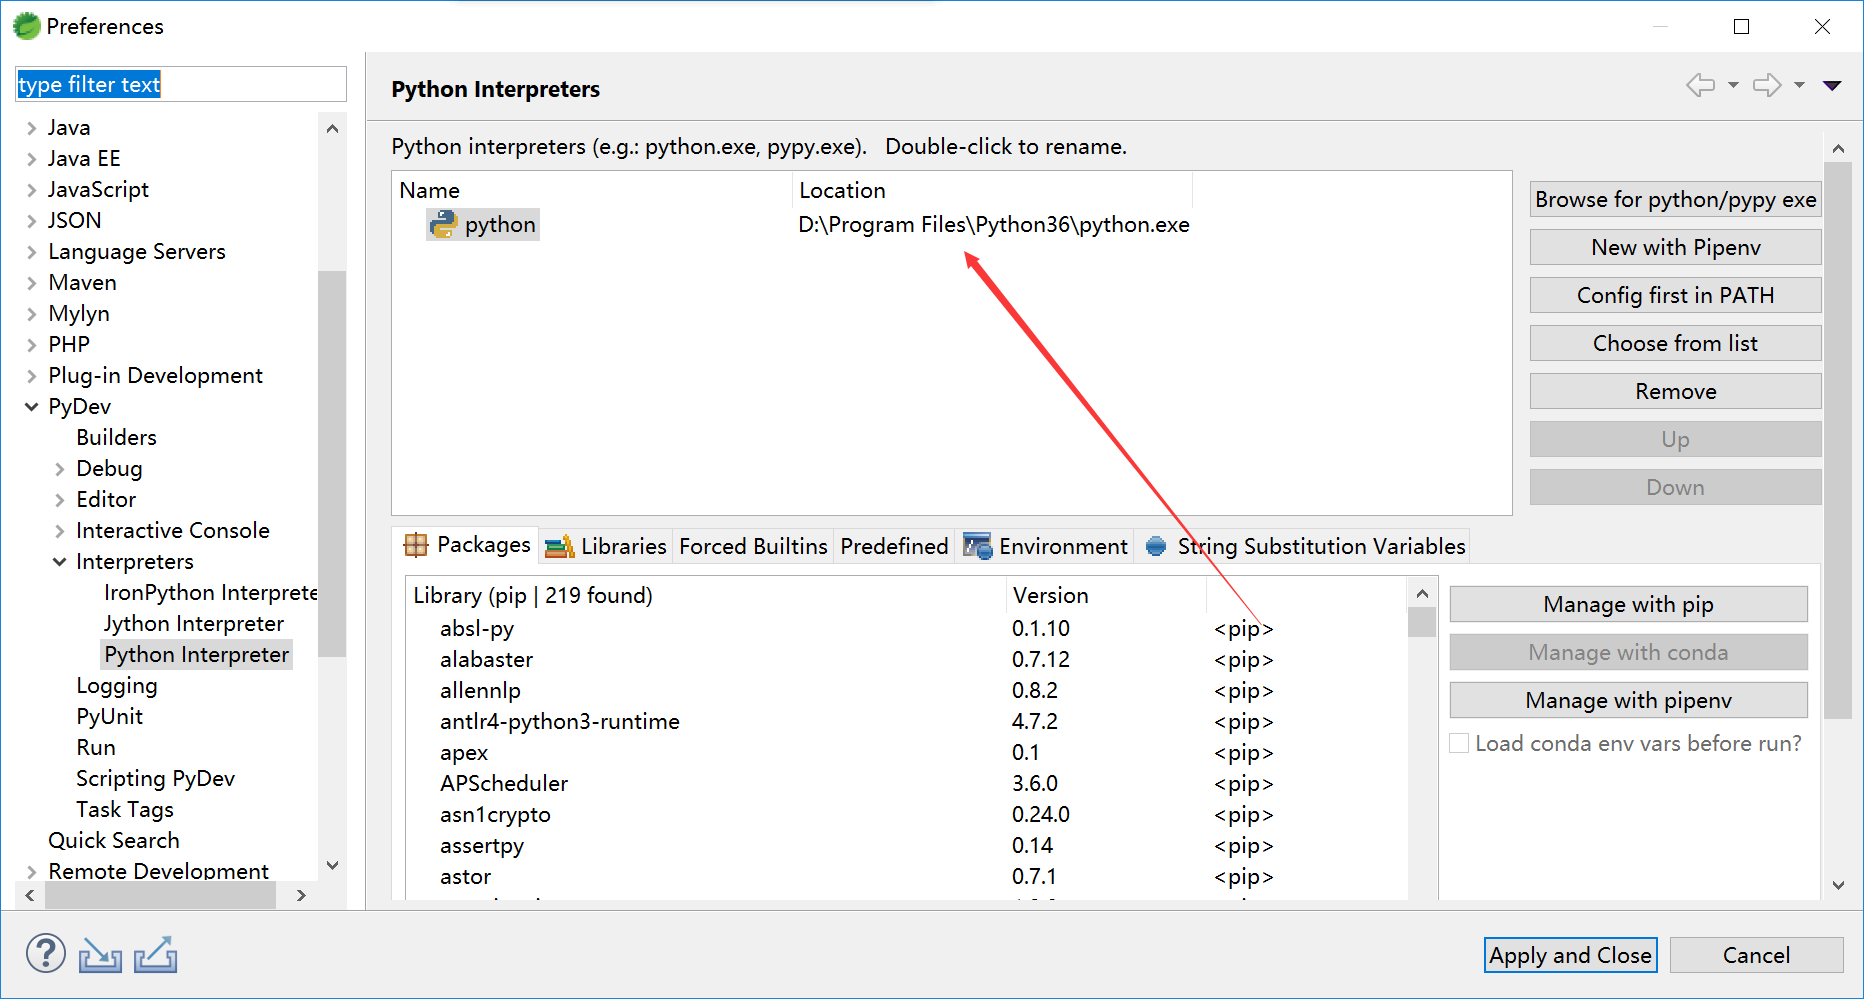 Preferences
type filter text
Java
Java EE
JavaScript
JSON
Language Servers
Maven
Mylyn
PHP
Plug-in Development
PyDev
Builders
Debug
Editor
Interactive Console
Interpreters
IronPython Interprete
Jython Interpreter
Python Interpreter
Logging
PyUnit
Run
Scripting PyDev
Task Tags
Quick Search
Remote Development
Python Interpreters
Python interpreters (e.g.: python.exe, pypy.exe).   Double-click to rename.
Name Location
python D:\Program Files\Python36\python.exe
Browse for python/pypy exe
New with Pipenv
Config first in PATH
Choose from list
Remove
Up
Down
Packages Libraries Forced Builtins Predefined Environment String Substitution Variables
Library (pip | 219 found) Version
absl-py 0.1.10 <pip>
alabaster 0.7.12 <pip>
allennlp 0.8.2 <pip>
antlr4-python3-runtime 4.7.2 <pip>
apex 0.1 <pip>
APScheduler 3.6.0 <pip>
asn1crypto 0.24.0 <pip>
assertpy 0.14 <pip>
astor 0.7.1 <pip>
Manage with pip
Manage with conda
Manage with pipenv
Load conda env vars before run?
Apply and Close Cancel